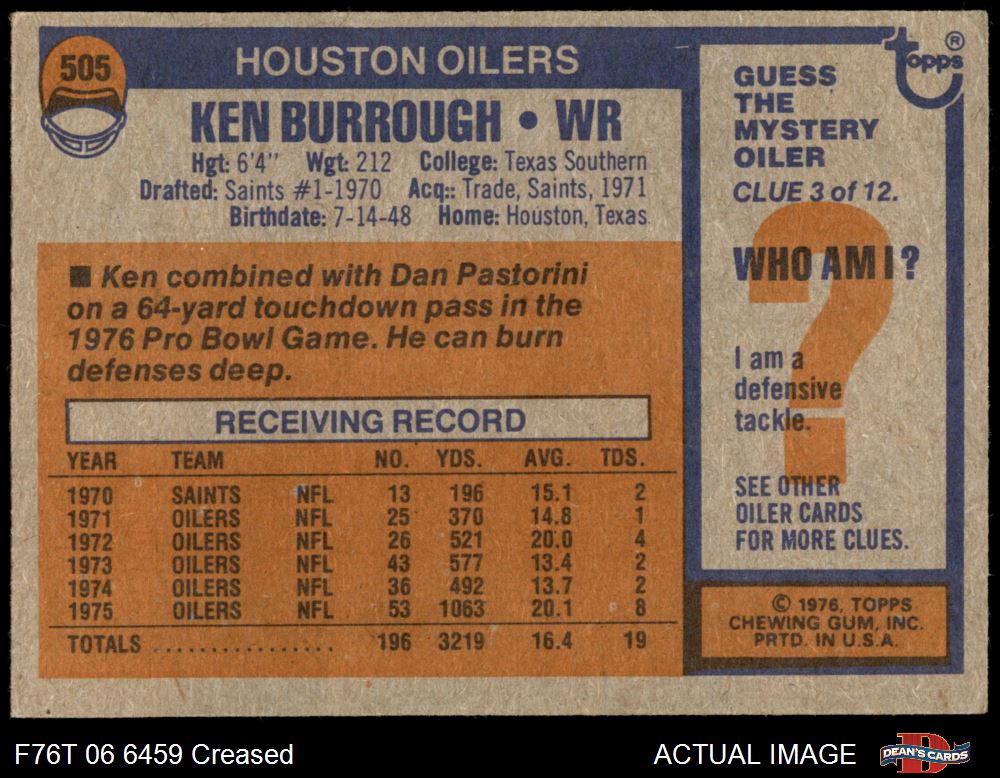 505
HOUSTON OILERS
KEN BURROUGH • WR
Hgt: 6'4" Wgt: 212 College: Texas Southern
Drafted: Saints #1-1970 Acq.: Trade, Saints, 1971
Birthdate: 7-14-48 Home: Houston, Texas
■ Ken combined with Dan Pastorini
on a 64-yard touchdown pass in the
1976 Pro Bowl Game. He can burn
defenses deep.
RECEIVING RECORD
YEAR TEAM NO. YDS. AVG. TDS.
1970 SAINTS NFL 13 196 15.1 2
1971 OILERS NFL 25 370 14.8 1
1972 OILERS NFL 26 521 20.0 4
1973 OILERS NFL 43 577 13.4 2
1974 OILERS NFL 36 492 13.7 2
1975 OILERS NFL 53 1063 20.1 8
TOTALS ................. 196 3219 16.4 19
topps ®
GUESS
THE
MYSTERY
OILER
CLUE 3 of 12.
?
WHO AM I?
I am a
defensive
tackle.
SEE OTHER
OILER CARDS
FOR MORE CLUES.
© 1976, TOPPS
CHEWING GUM, INC.
PRTD. IN U.S.A.
F76T 06 6459 Creased
ACTUAL IMAGE
DEAN'S CARDS